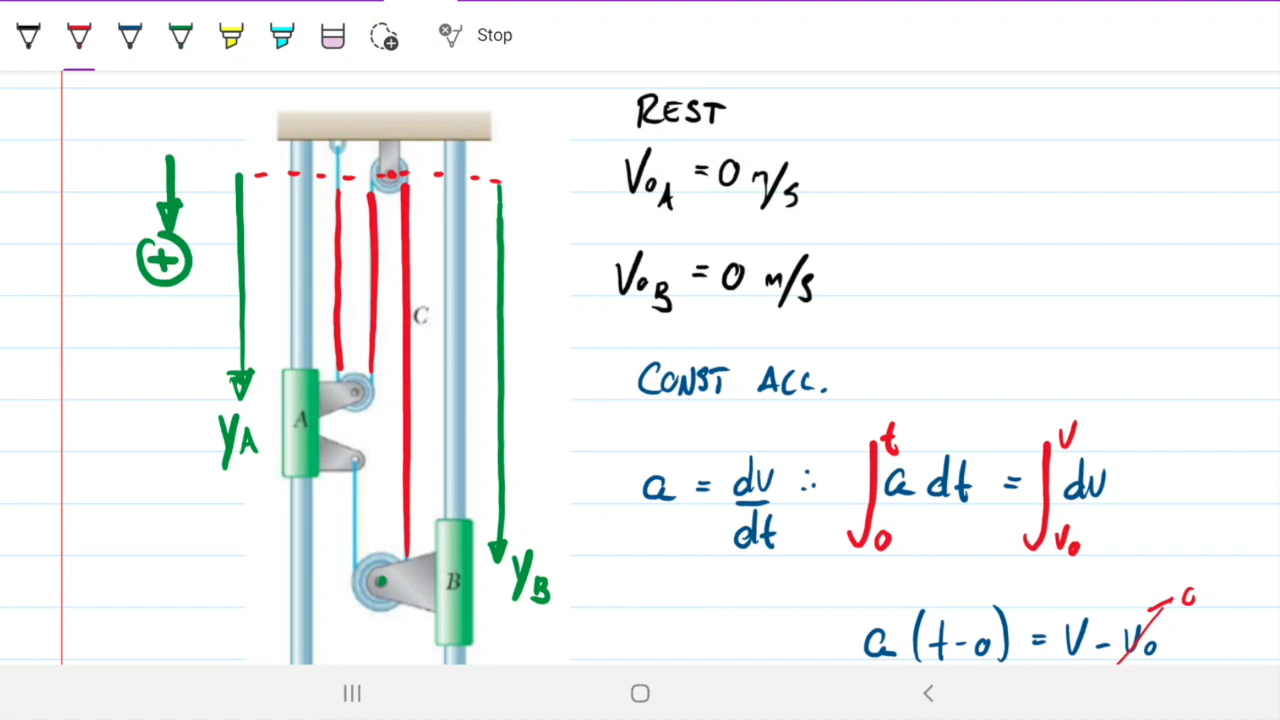 Stop
REST
V₀A = 0 m/s
V₀B = 0 m/s
C
A
YA
B
YB
CONST ACC.
a = dv/dt ∴ ∫₀ᵗ a dt = ∫ᵥ₀ⱽ dv
a (t-0) = V - V₀ 0